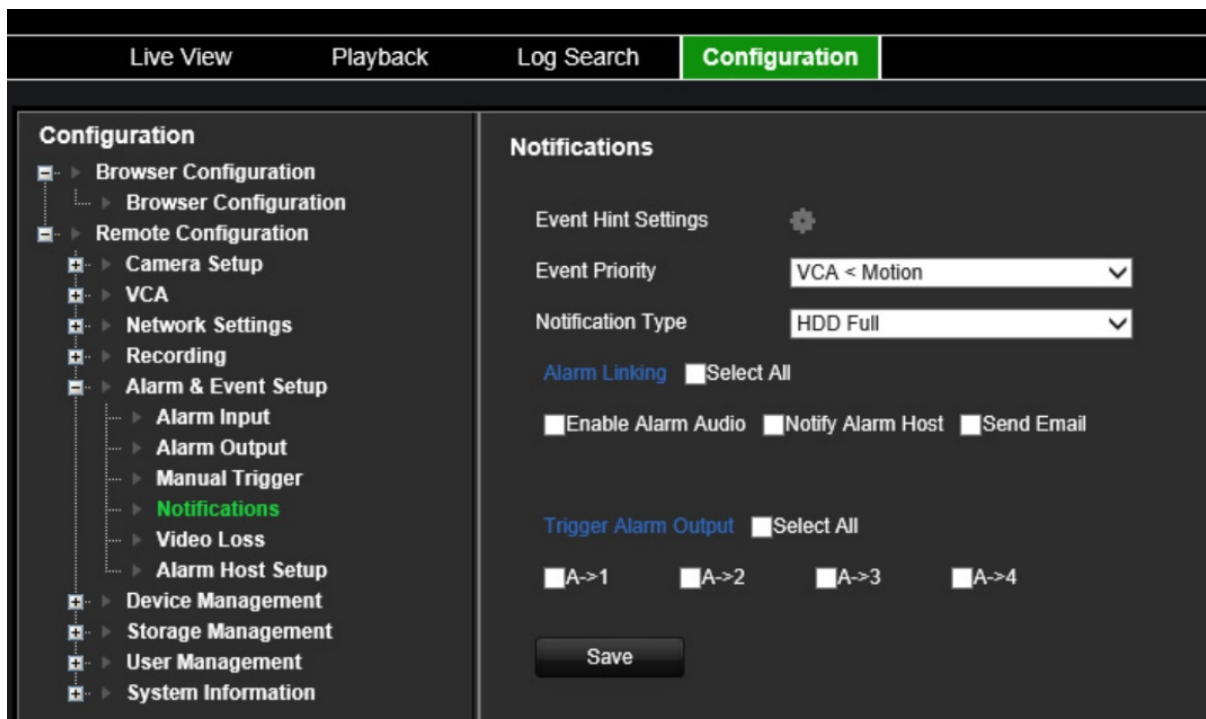 Live View Playback Log Search Configuration
Configuration
Browser Configuration
Browser Configuration
Remote Configuration
Camera Setup
VCA
Network Settings
Recording
Alarm & Event Setup
Alarm Input
Alarm Output
Manual Trigger
Notifications
Video Loss
Alarm Host Setup
Device Management
Storage Management
User Management
System Information
Notifications
Event Hint Settings
Event Priority VCA < Motion
Notification Type HDD Full
Alarm Linking Select All
Enable Alarm Audio Notify Alarm Host Send Email
Trigger Alarm Output Select All
A->1 A->2 A->3 A->4
Save